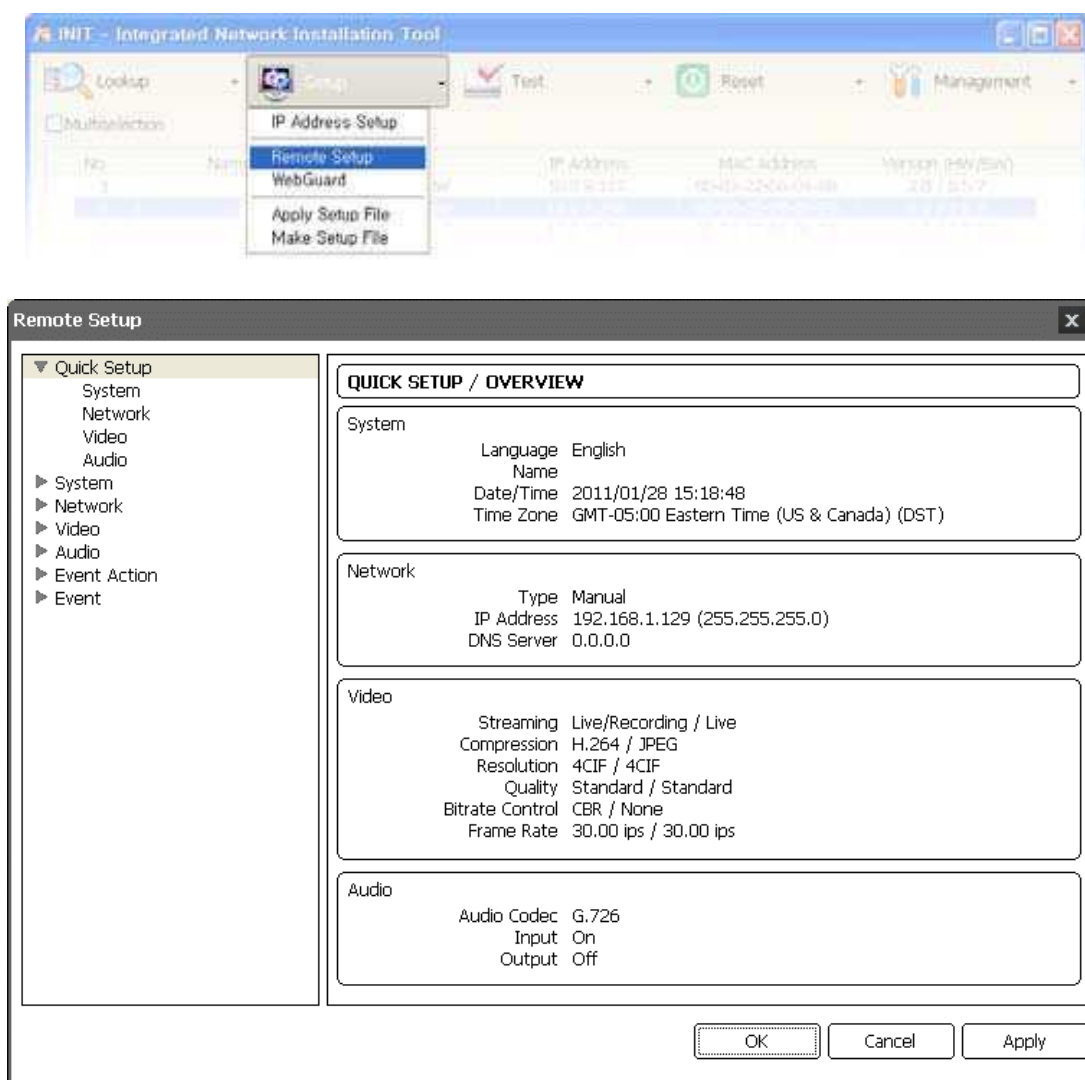 INIT - Integrated Network Installation Tool
Lookup Setup Test Reset Management
Multiselection
IP Address Setup
Remote Setup
WebGuard
Apply Setup File
Make Setup File
No. Name IP Address MAC Address Version (HW/SW)
Remote Setup
Quick Setup
System
Network
Video
Audio
System
Network
Video
Audio
Event Action
Event
QUICK SETUP / OVERVIEW
System
Language English
Name
Date/Time 2011/01/28 15:18:48
Time Zone GMT-05:00 Eastern Time (US & Canada) (DST)
Network
Type Manual
IP Address 192.168.1.129 (255.255.255.0)
DNS Server 0.0.0.0
Video
Streaming Live/Recording / Live
Compression H.264 / JPEG
Resolution 4CIF / 4CIF
Quality Standard / Standard
Bitrate Control CBR / None
Frame Rate 30.00 ips / 30.00 ips
Audio
Audio Codec G.726
Input On
Output Off
OK Cancel Apply